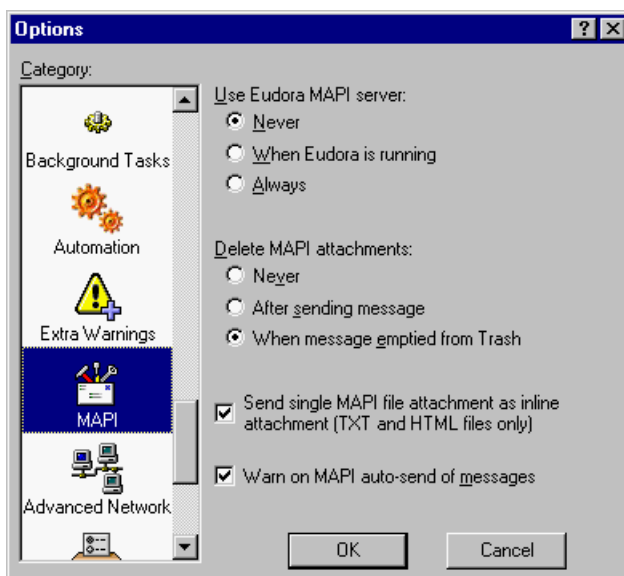 Options
Category:
Background Tasks
Automation
Extra Warnings
MAPI
Advanced Network
Use Eudora MAPI server:
Never
When Eudora is running
Always
Delete MAPI attachments:
Never
After sending message
When message emptied from Trash
Send single MAPI file attachment as inline
attachment (TXT and HTML files only)
Warn on MAPI auto-send of messages
OK
Cancel